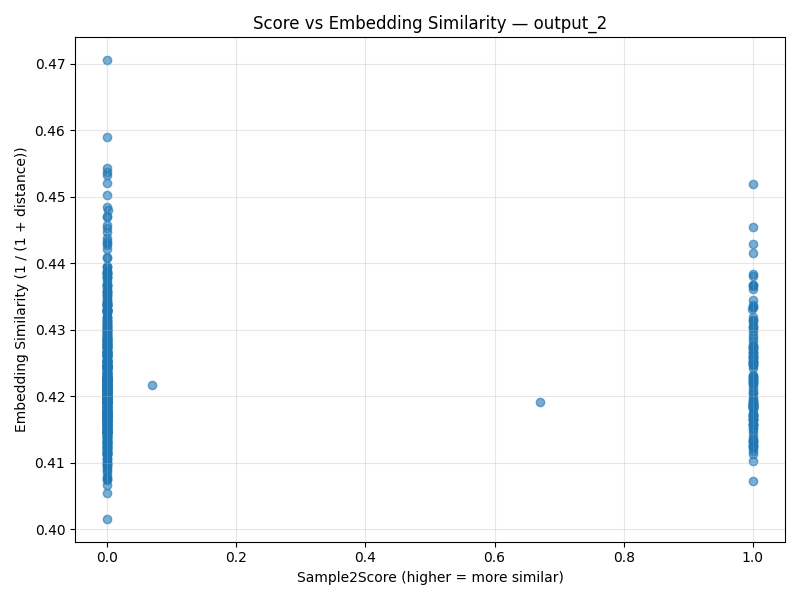 Score vs Embedding Similarity — output_2
Embedding Similarity (1 / (1 + distance))
0.47
0.46
0.45
0.44
0.43
0.42
0.41
0.40
0.0 0.2 0.4 0.6 0.8 1.0
Sample2Score (higher = more similar)